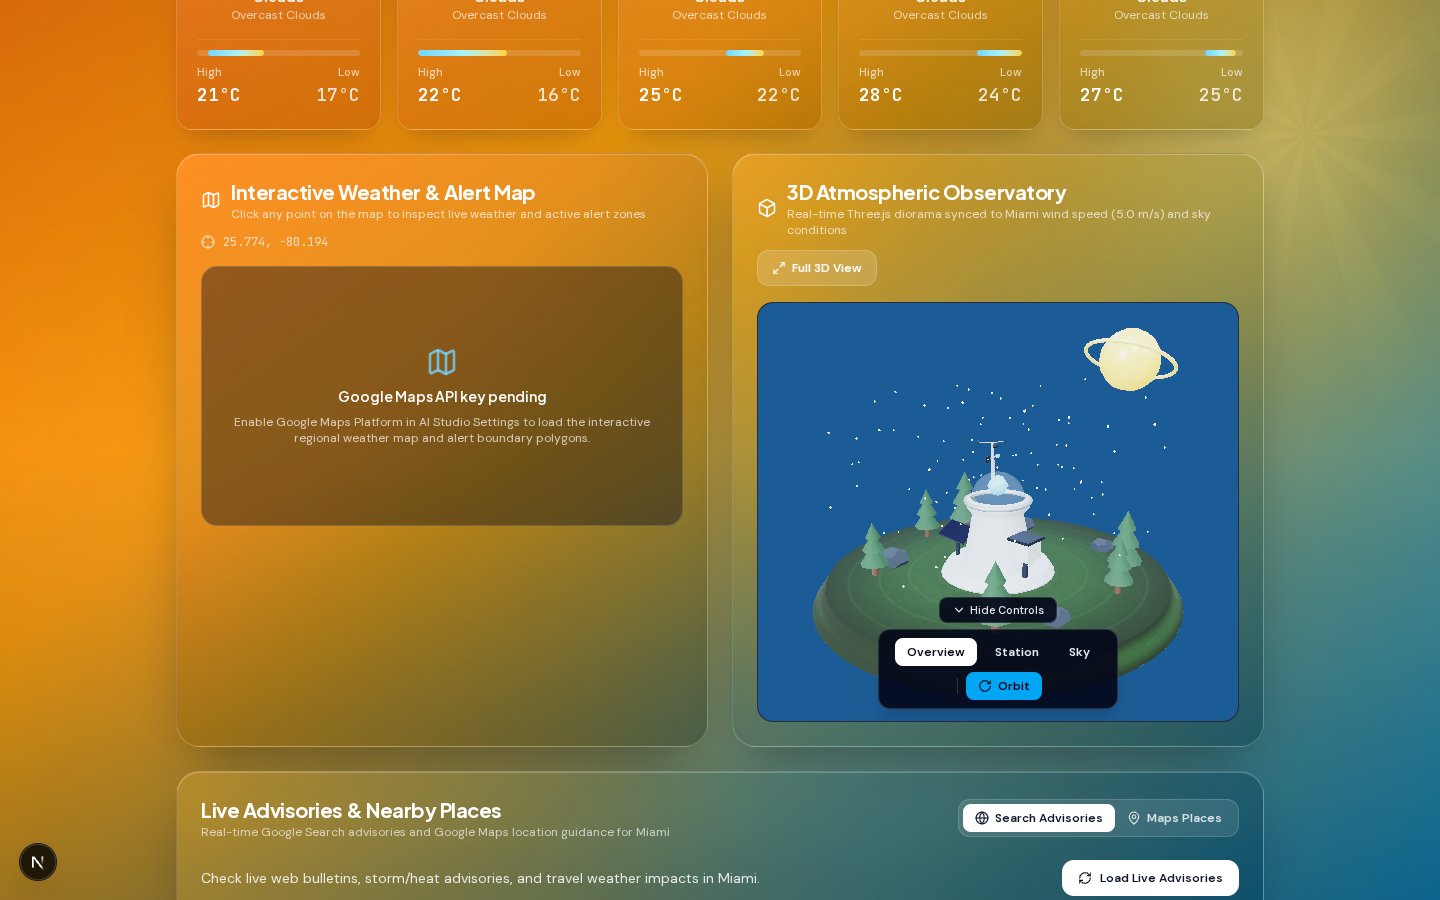 Clouds Clouds Clouds Clouds Clouds
Overcast Clouds Overcast Clouds Overcast Clouds Overcast Clouds Overcast Clouds
High Low High Low High Low High Low High Low
21°C 17°C 22°C 16°C 25°C 22°C 28°C 24°C 27°C 25°C
Interactive Weather & Alert Map
Click any point on the map to inspect live weather and active alert zones
25.774, -80.194
Google Maps API key pending
Enable Google Maps Platform in AI Studio Settings to load the interactive
regional weather map and alert boundary polygons.
3D Atmospheric Observatory
Real-time Three.js diorama synced to Miami wind speed (5.0 m/s) and sky
conditions
Full 3D View
Hide Controls
Overview Station Sky
Orbit
Live Advisories & Nearby Places
Real-time Google Search advisories and Google Maps location guidance for Miami
Search Advisories Maps Places
Check live web bulletins, storm/heat advisories, and travel weather impacts in Miami.
Load Live Advisories
N